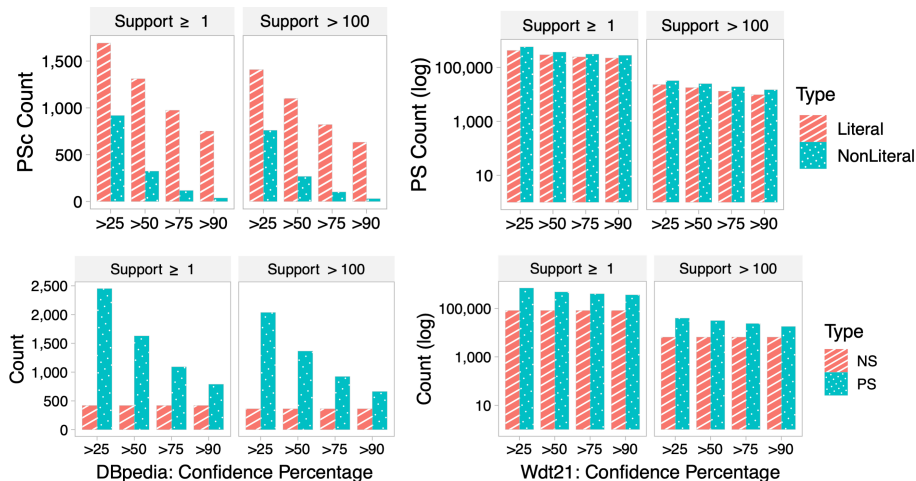 Support ≥ 1
Support > 100
PSc Count
1,500
1,000
500
0
>25 >50 >75 >90
>25 >50 >75 >90
Support ≥ 1
Support > 100
PS Count (log)
100,000
1,000
10
>25 >50 >75 >90
>25 >50 >75 >90
Type
Literal
NonLiteral
Support ≥ 1
Support > 100
Count
2,500
2,000
1,500
1,000
500
0
>25 >50 >75 >90
>25 >50 >75 >90
DBpedia: Confidence Percentage
Support ≥ 1
Support > 100
Count (log)
100,000
1,000
10
>25 >50 >75 >90
>25 >50 >75 >90
Wdt21: Confidence Percentage
Type
NS
PS